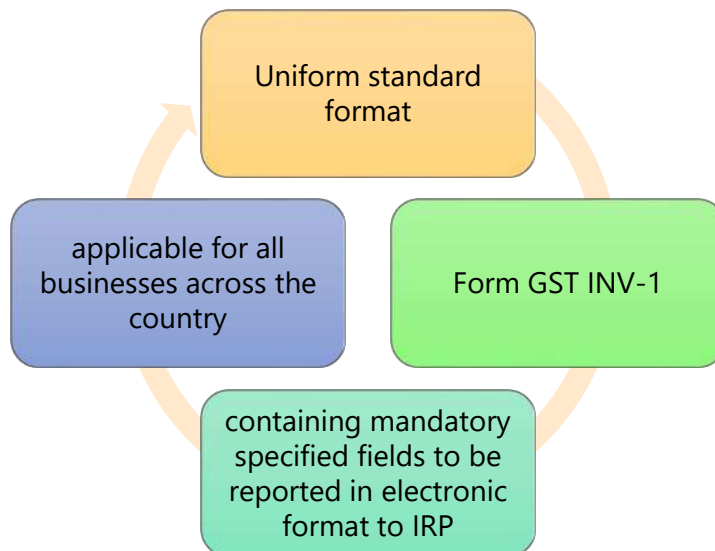 Uniform standard
format
Form GST INV-1
containing mandatory
specified fields to be
reported in electronic
format to IRP
applicable for all
businesses across the
country